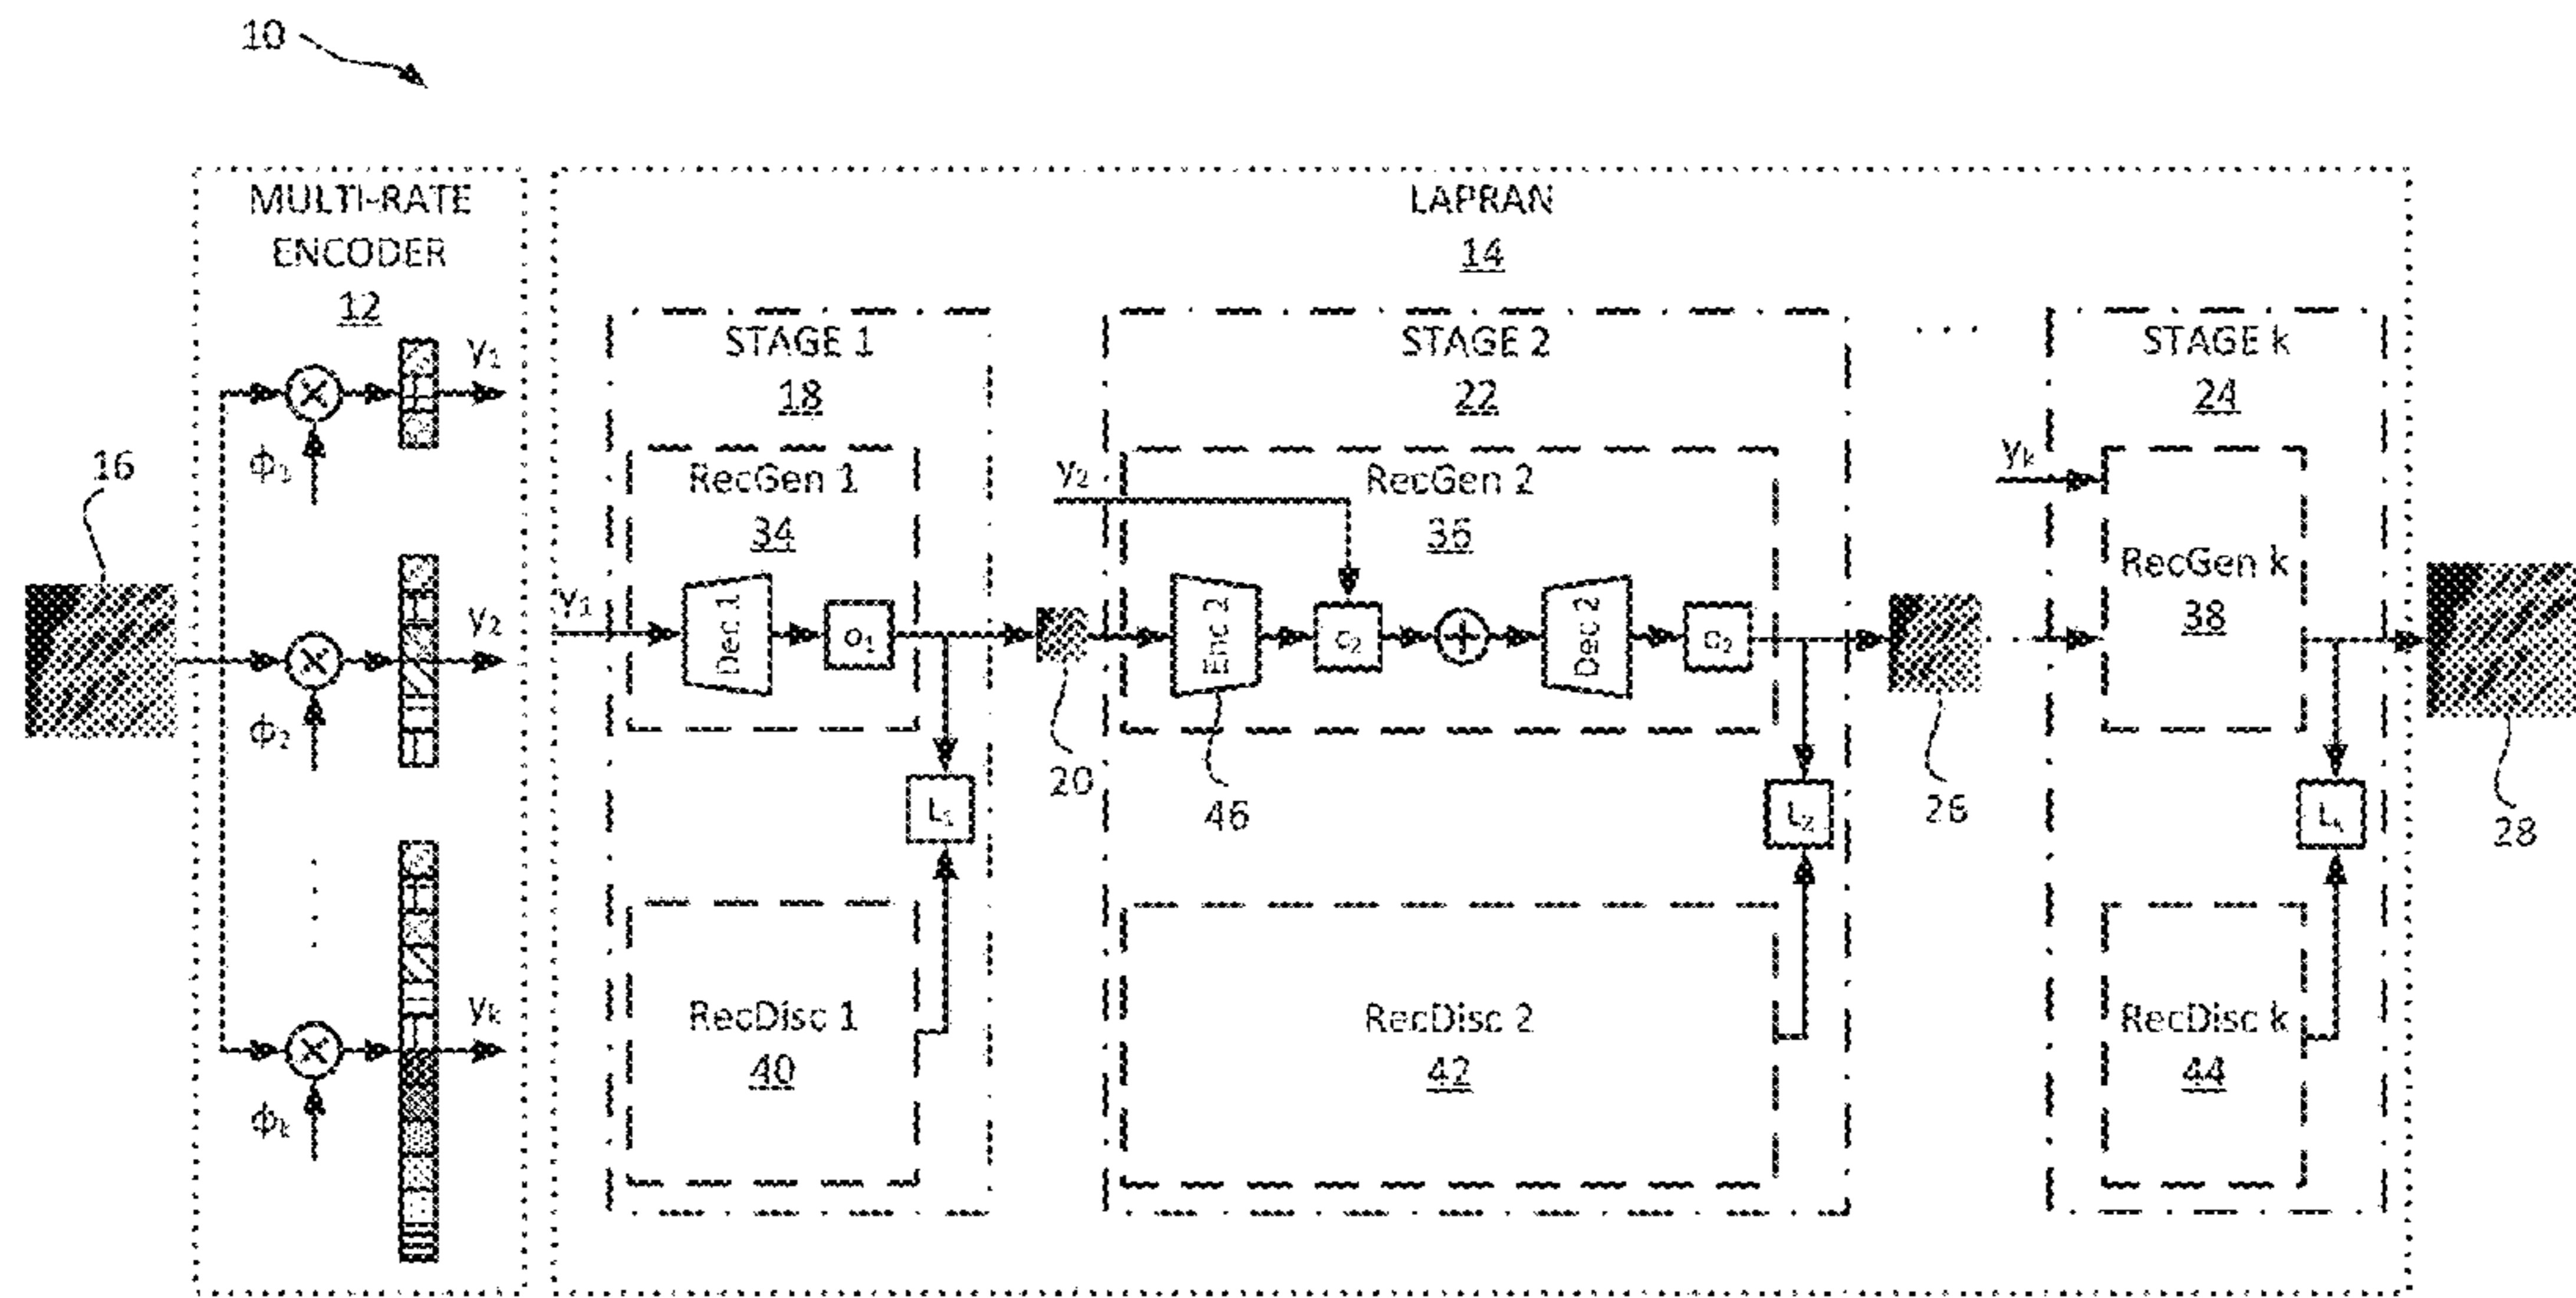 10
MULTI-RATE
ENCODER
12
LAPRAN
14
STAGE 1
18
STAGE 2
22
. . .
STAGE k
24
y₁
ϕ₁
y₂
ϕ₂
yₖ
ϕₖ
16
RecGen 1
34
y₁
Dec 1
o₁
L₁
RecDisc 1
40
20
y₂
RecGen 2
36
Enc 2
Dec 2
o₂
46
L₂
RecDisc 2
42
26
yₖ
RecGen k
38
RecDisc k
44
28